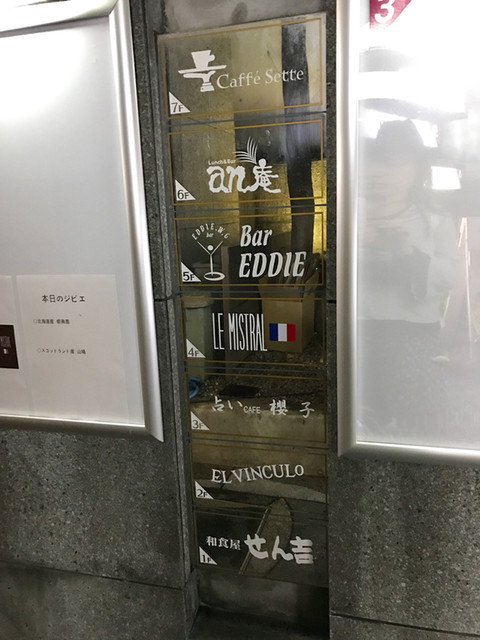 3
Caffé Sette
7F
Lunch&Bar
an庵
6F
EDDIE.W.G
bar
Bar
EDDIE
5F
LE MISTRAL
4F
占いCAFE 櫻子
3F
EL VINCULO
2F
和食屋 せん吉
1F
本日のジビエ